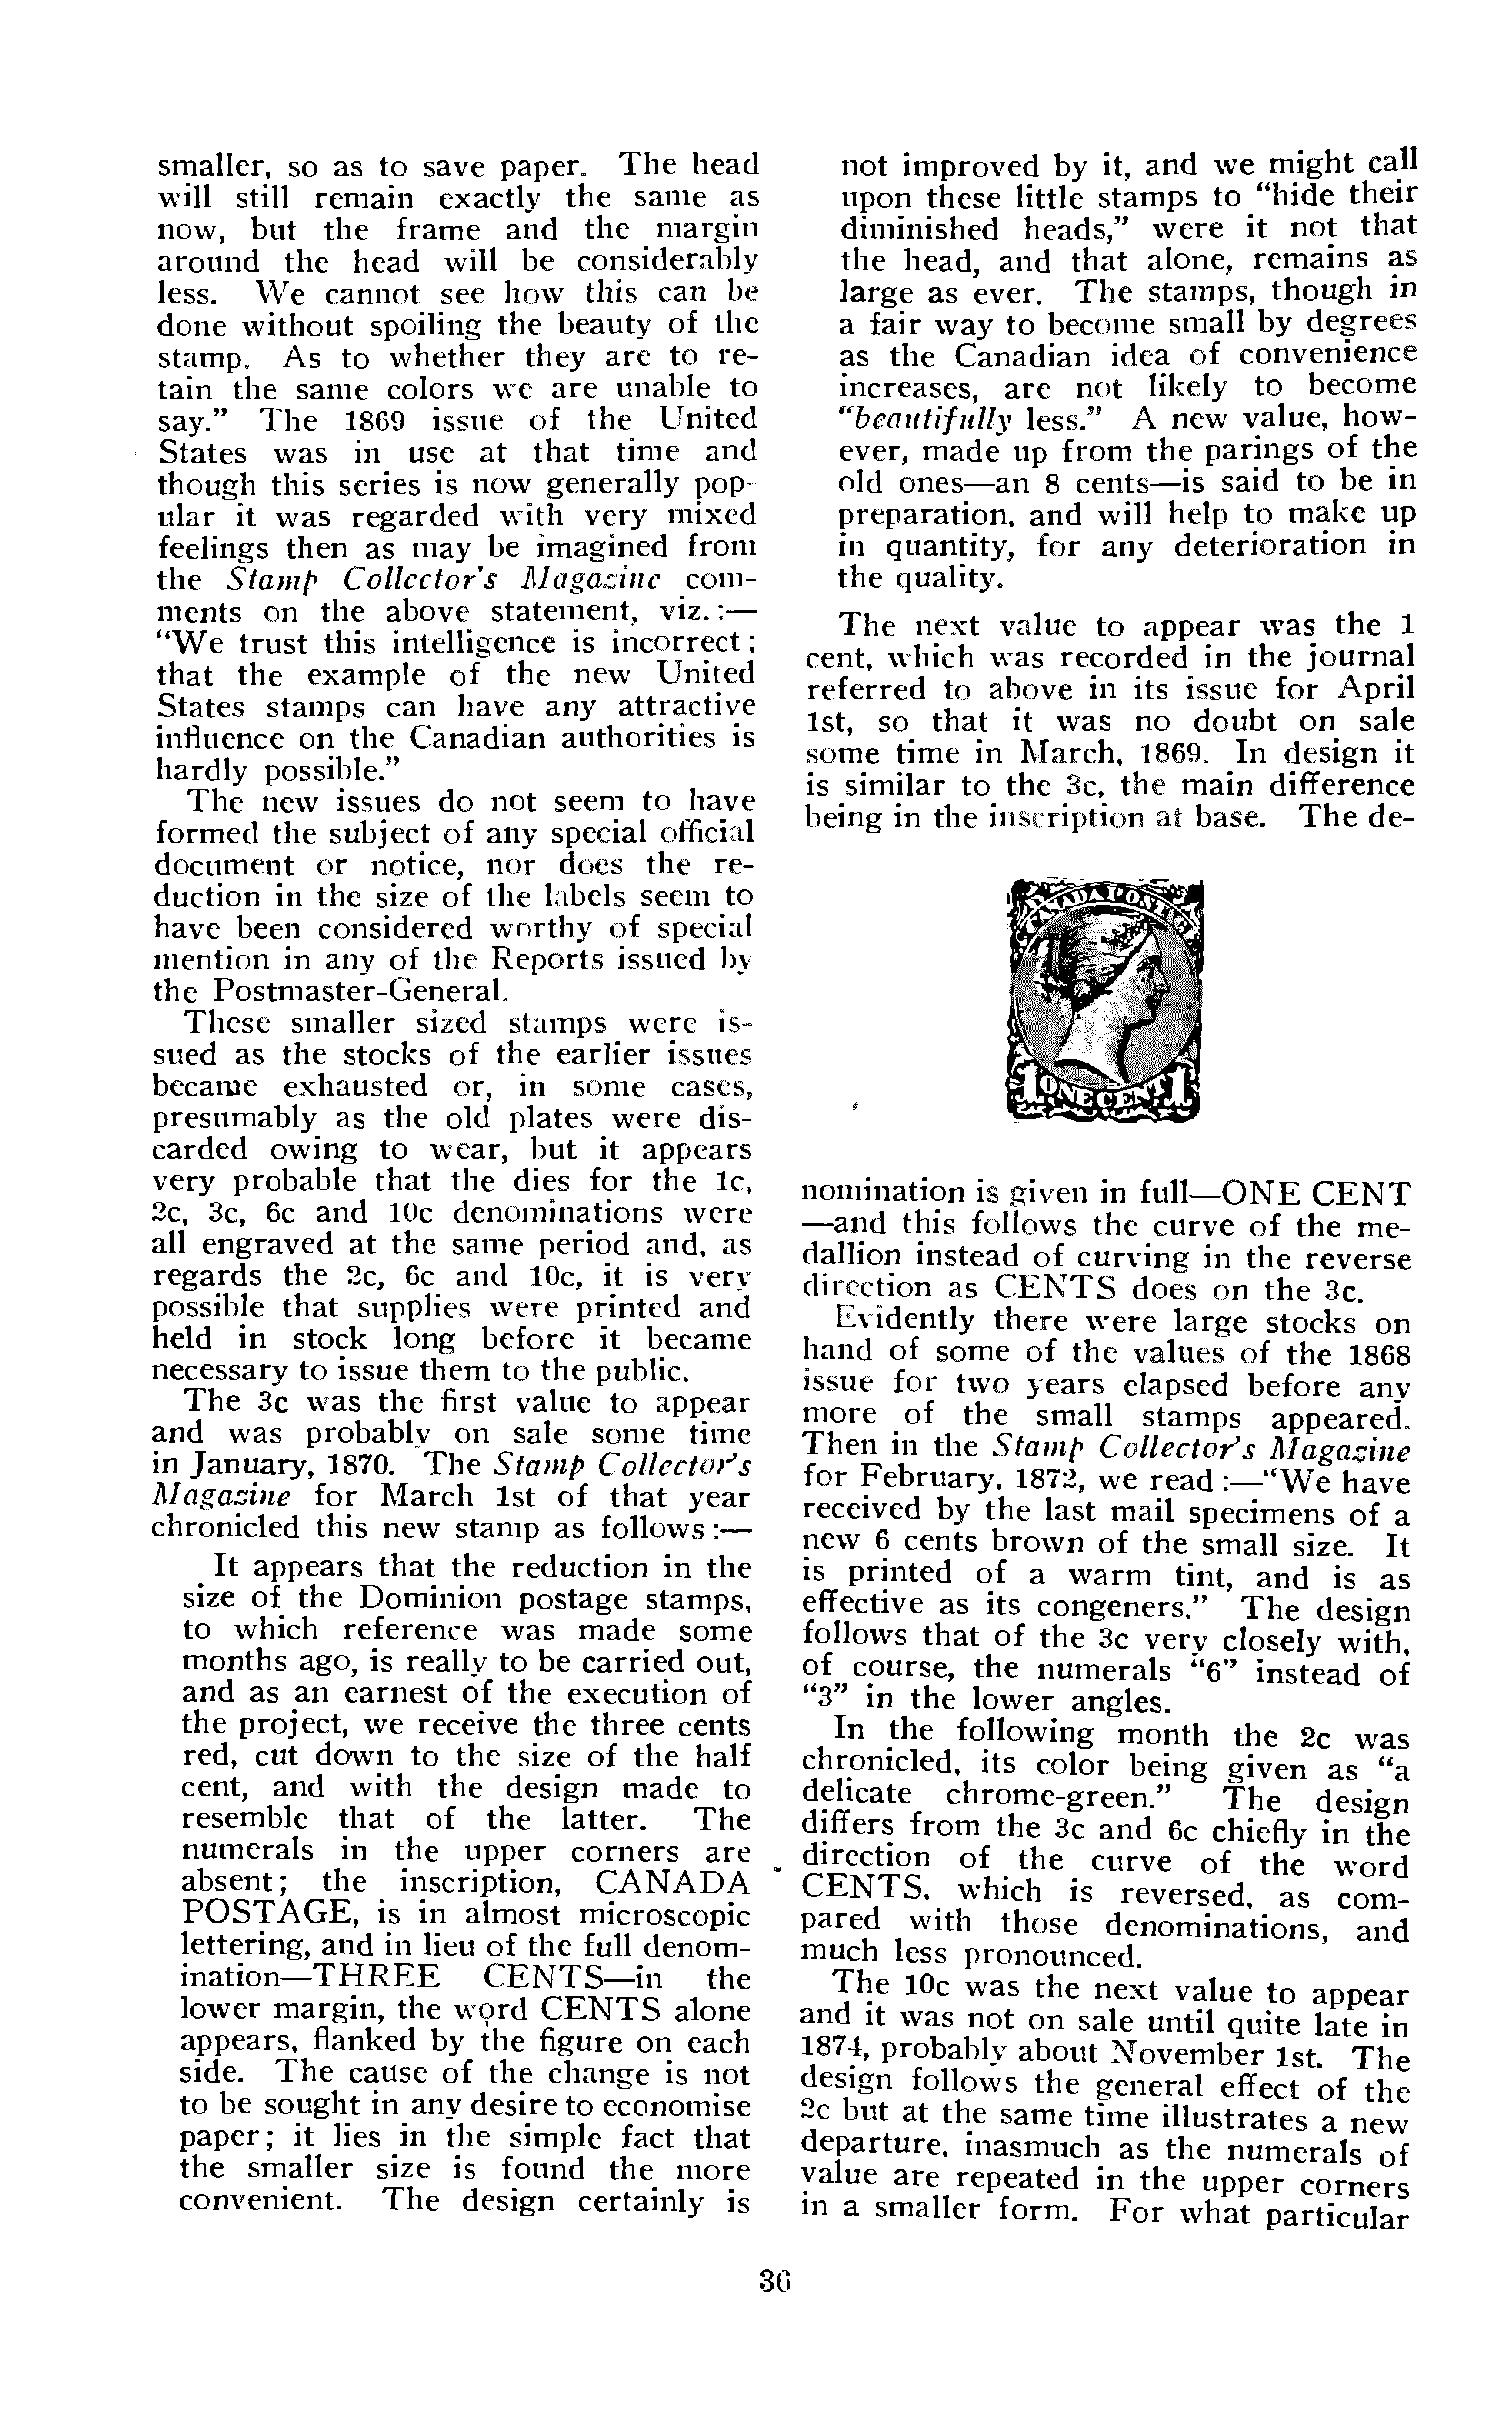 smaller, so as to save paper. The head
will still remain exactly the same as
now, but the frame and the margin
around the head will be considerably
less. We cannot see how this can be
done without spoiling the beauty of the
stamp. As to whether they are to re-
tain the same colors we are unable to
say.” The 1869 issue of the United
States was in use at that time and
though this series is now generally pop-
ular it was regarded with very mixed
feelings then as may be imagined from
the Stamp Collector's Magazine com-
ments on the above statement, viz.:—
“We trust this intelligence is incorrect;
that the example of the new United
States stamps can have any attractive
influence on the Canadian authorities is
hardly possible.”
The new issues do not seem to have
formed the subject of any special official
document or notice, nor does the re-
duction in the size of the labels seem to
have been considered worthy of special
mention in any of the Reports issued by
the Postmaster-General.
These smaller sized stamps were is-
sued as the stocks of the earlier issues
became exhausted or, in some cases,
presumably as the old plates were dis-
carded owing to wear, but it appears
very probable that the dies for the 1c,
2c, 3c, 6c and 10c denominations were
all engraved at the same period and, as
regards the 2c, 6c and 10c, it is very
possible that supplies were printed and
held in stock long before it became
necessary to issue them to the public.
The 3c was the first value to appear
and was probably on sale some time
in January, 1870. The Stamp Collector's
Magazine for March 1st of that year
chronicled this new stamp as follows:—
It appears that the reduction in the
size of the Dominion postage stamps,
to which reference was made some
months ago, is really to be carried out,
and as an earnest of the execution of
the project, we receive the three cents
red, cut down to the size of the half
cent, and with the design made to
resemble that of the latter. The
numerals in the upper corners are
absent; the inscription, CANADA
POSTAGE, is in almost microscopic
lettering, and in lieu of the full denom-
ination—THREE CENTS—in the
lower margin, the word CENTS alone
appears, flanked by the figure on each
side. The cause of the change is not
to be sought in any desire to economise
paper; it lies in the simple fact that
the smaller size is found the more
convenient. The design certainly is
not improved by it, and we might call
upon these little stamps to “hide their
diminished heads,” were it not that
the head, and that alone, remains as
large as ever. The stamps, though in
a fair way to become small by degrees
as the Canadian idea of convenience
increases, are not likely to become
“beautifully less.” A new value, how-
ever, made up from the parings of the
old ones—an 8 cents—is said to be in
preparation, and will help to make up
in quantity, for any deterioration in
the quality.
The next value to appear was the 1
cent, which was recorded in the journal
referred to above in its issue for April
1st, so that it was no doubt on sale
some time in March, 1869. In design it
is similar to the 3c, the main difference
being in the inscription at base. The de-
CANADA POSTAGE
1 ONE CENT 1
nomination is given in full—ONE CENT
—and this follows the curve of the me-
dallion instead of curving in the reverse
direction as CENTS does on the 3c.
Evidently there were large stocks on
hand of some of the values of the 1868
issue for two years elapsed before any
more of the small stamps appeared.
Then in the Stamp Collector's Magazine
for February, 1872, we read:—“We have
received by the last mail specimens of a
new 6 cents brown of the small size. It
is printed of a warm tint, and is as
effective as its congeners.” The design
follows that of the 3c very closely with,
of course, the numerals “6” instead of
“3” in the lower angles.
In the following month the 2c was
chronicled, its color being given as “a
delicate chrome-green.” The design
differs from the 3c and 6c chiefly in the
direction of the curve of the word
CENTS, which is reversed, as com-
pared with those denominations, and
much less pronounced.
The 10c was the next value to appear
and it was not on sale until quite late in
1874, probably about November 1st. The
design follows the general effect of the
2c but at the same time illustrates a new
departure, inasmuch as the numerals of
value are repeated in the upper corners
in a smaller form. For what particular
36